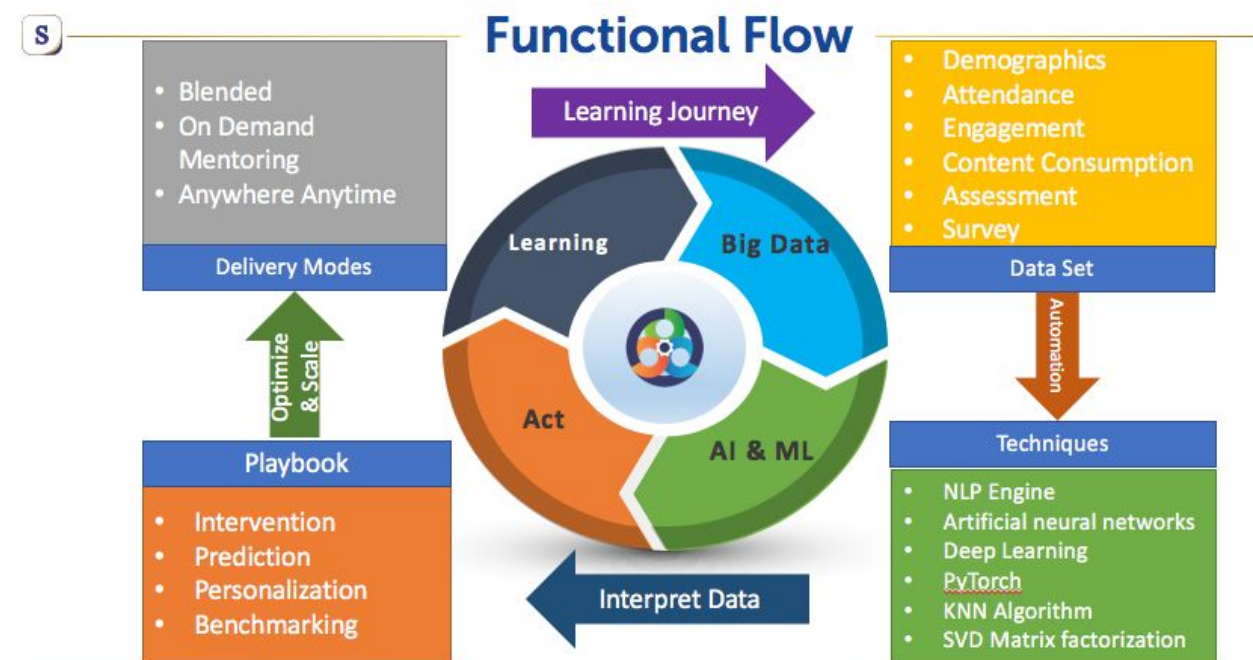 S
Functional Flow
• Blended
• On Demand
Mentoring
• Anywhere Anytime
Delivery Modes
Learning Journey
• Demographics
• Attendance
• Engagement
• Content Consumption
• Assessment
• Survey
Data Set
Learning
Big Data
Act
AI & ML
Optimize
& Scale
Automation
Playbook
• Intervention
• Prediction
• Personalization
• Benchmarking
Interpret Data
Techniques
• NLP Engine
• Artificial neural networks
• Deep Learning
• PyTorch
• KNN Algorithm
• SVD Matrix factorization